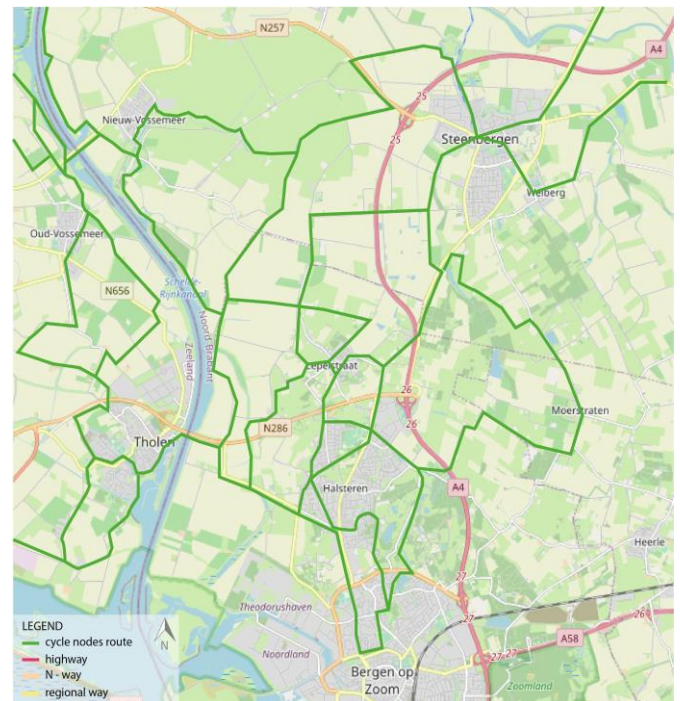 N257
A4
25
Nieuw-Vossemeer
25
Steenbergen
Welberg
Oud-Vossemeer
Schelde-
Rijnkanaal
N656
Noord-Brabant
Zeeland
Lepelstraat
26
Moerstraten
N286
26
Tholen
Halsteren
A4
Heerle
27
Theodorushaven
LEGEND
cycle nodes route
highway
N - way
regional way
N
27
26
A58
Noordland
27
27
Bergen op
Zoom
Zoomland